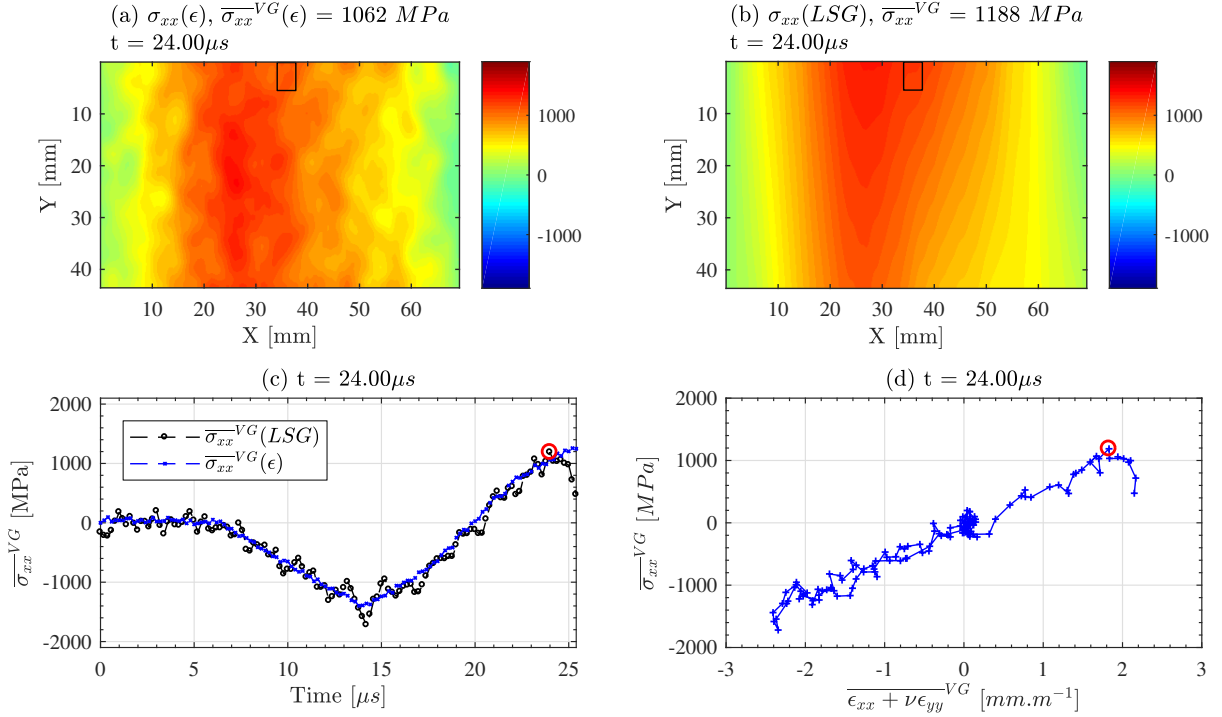 (a) σxx(ϵ), σxx^VG(ϵ) = 1062 MPa
t = 24.00μs
(b) σxx(LSG), σxx^VG = 1188 MPa
t = 24.00μs
Y [mm]
10
20
30
40
10 20 30 40 50 60
X [mm]
1000
0
-1000
Y [mm]
10
20
30
40
10 20 30 40 50 60
X [mm]
1000
0
-1000
(c) t = 24.00μs
σxx^VG [MPa]
2000
1000
0
-1000
-2000
σxx^VG(LSG)
σxx^VG(ϵ)
0 5 10 15 20 25
Time [μs]
(d) t = 24.00μs
σxx^VG [MPa]
2000
1000
0
-1000
-2000
-3 -2 -1 0 1 2 3
ϵxx + νϵyy^VG [mm.m⁻¹]